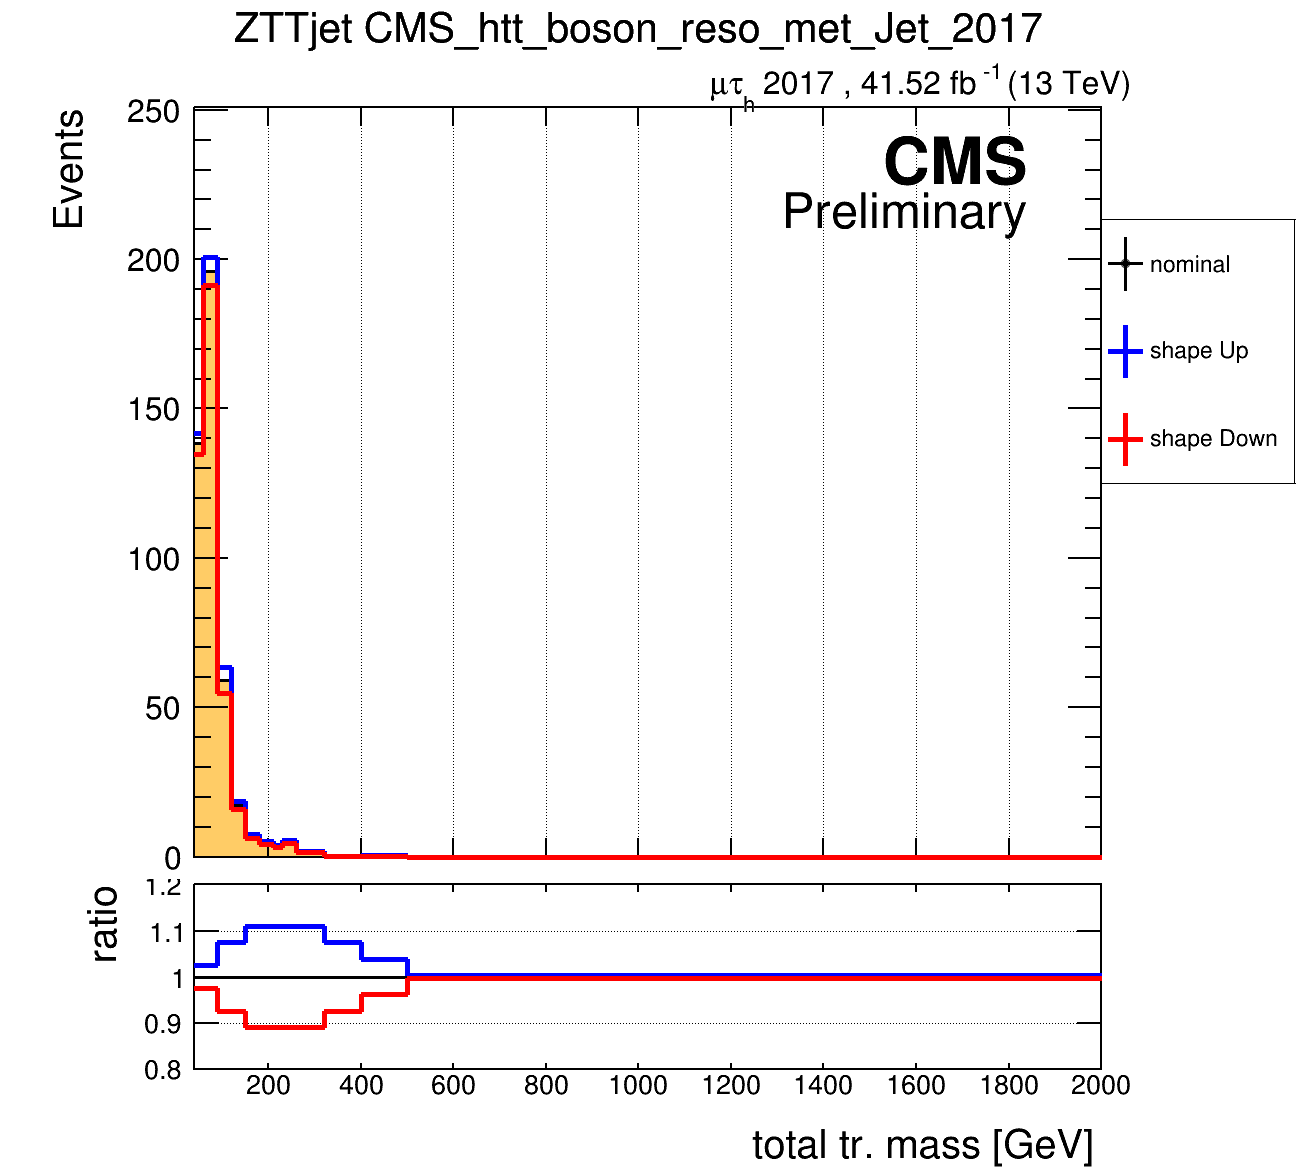 ZTTjet CMS_htt_boson_reso_met_Jet_2017
μτh 2017 , 41.52 fb-1 (13 TeV)
Events
250
200
150
100
50
0
CMS
Preliminary
nominal
shape Up
shape Down
ratio
1.2
1.1
1
0.9
0.8
200 400 600 800 1000 1200 1400 1600 1800 2000
total tr. mass [GeV]